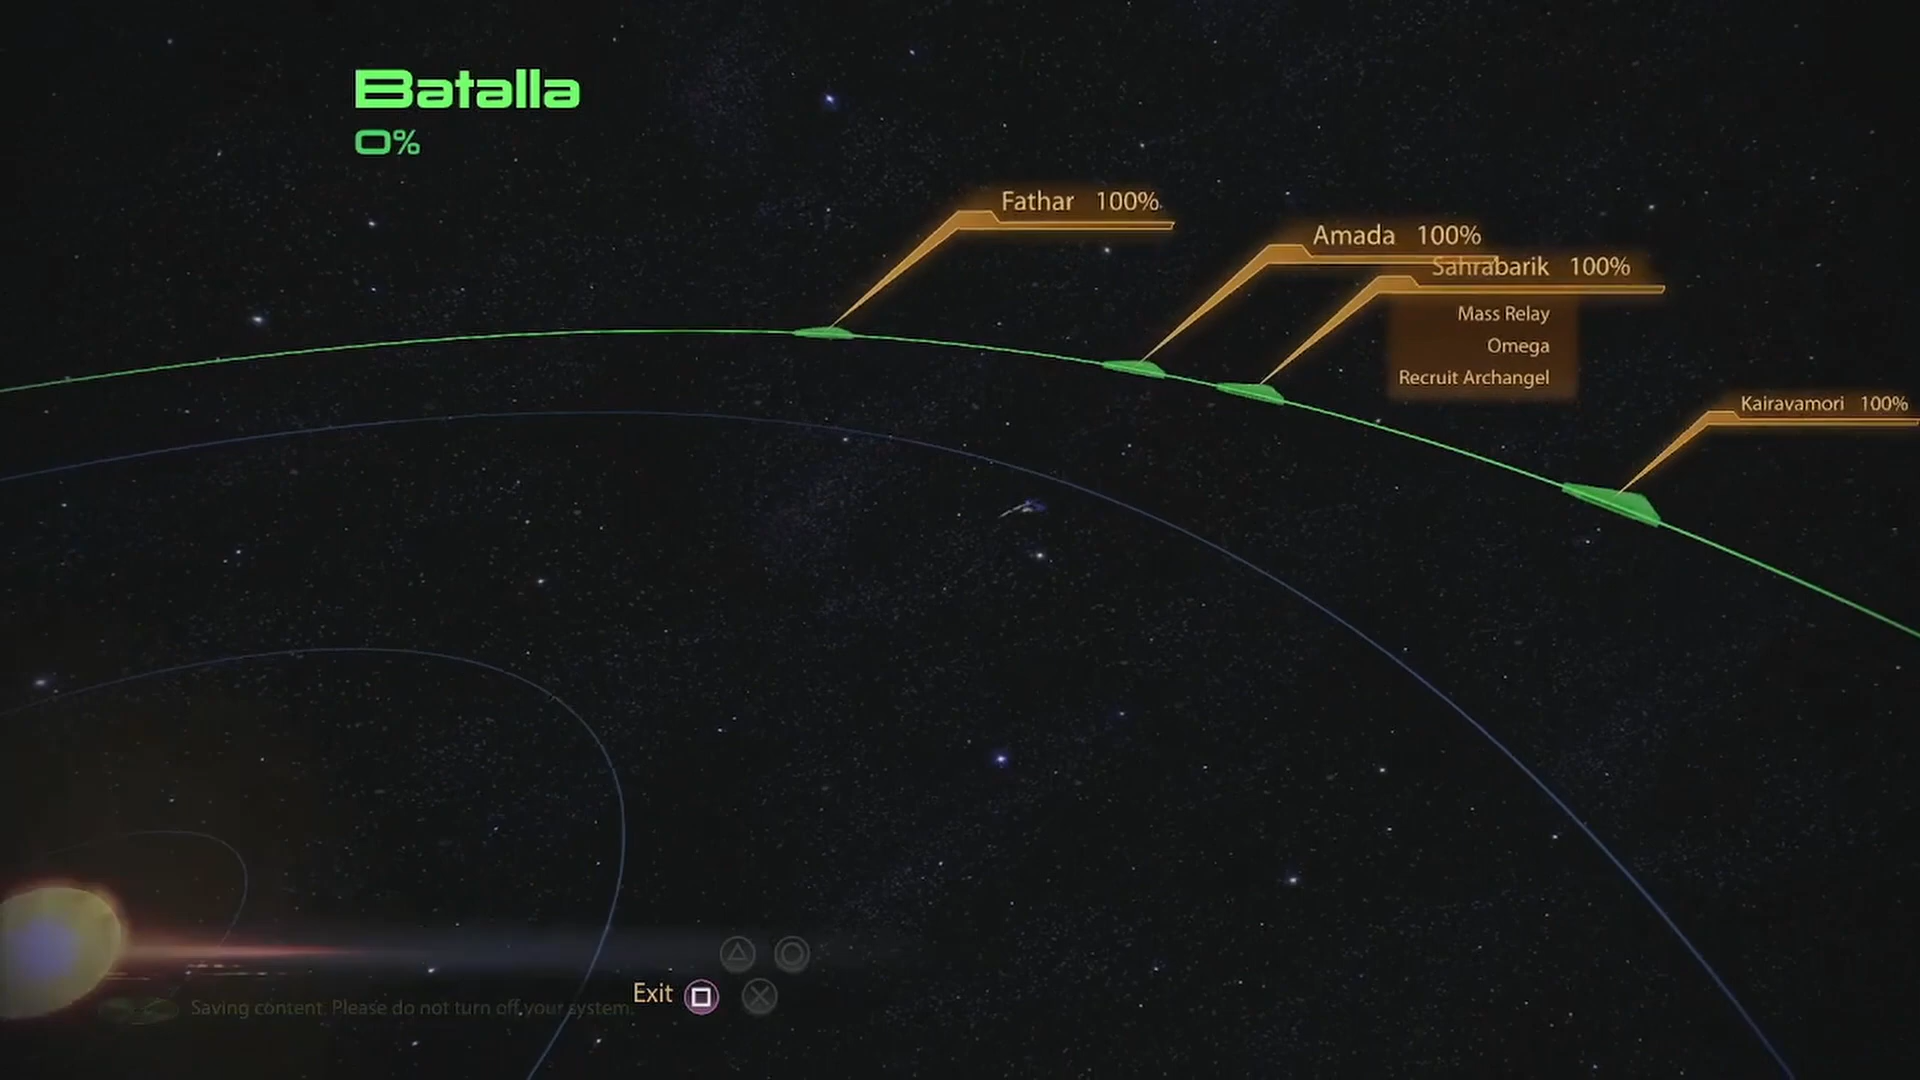 Batalla
0%
Fathar 100%
Amada 100%
Sahrabarik 100%
Mass Relay
Omega
Recruit Archangel
Kairavamori 100%
Exit
Saving content. Please do not turn off your system.